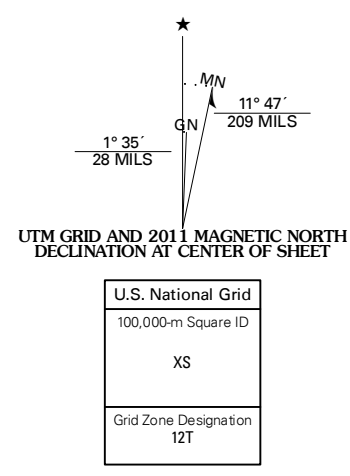 ★
MN
GN
11° 47´
209 MILS
1° 35´
28 MILS
UTM GRID AND 2011 MAGNETIC NORTH
DECLINATION AT CENTER OF SHEET
U.S. National Grid
100,000-m Square ID
XS
Grid Zone Designation
12T